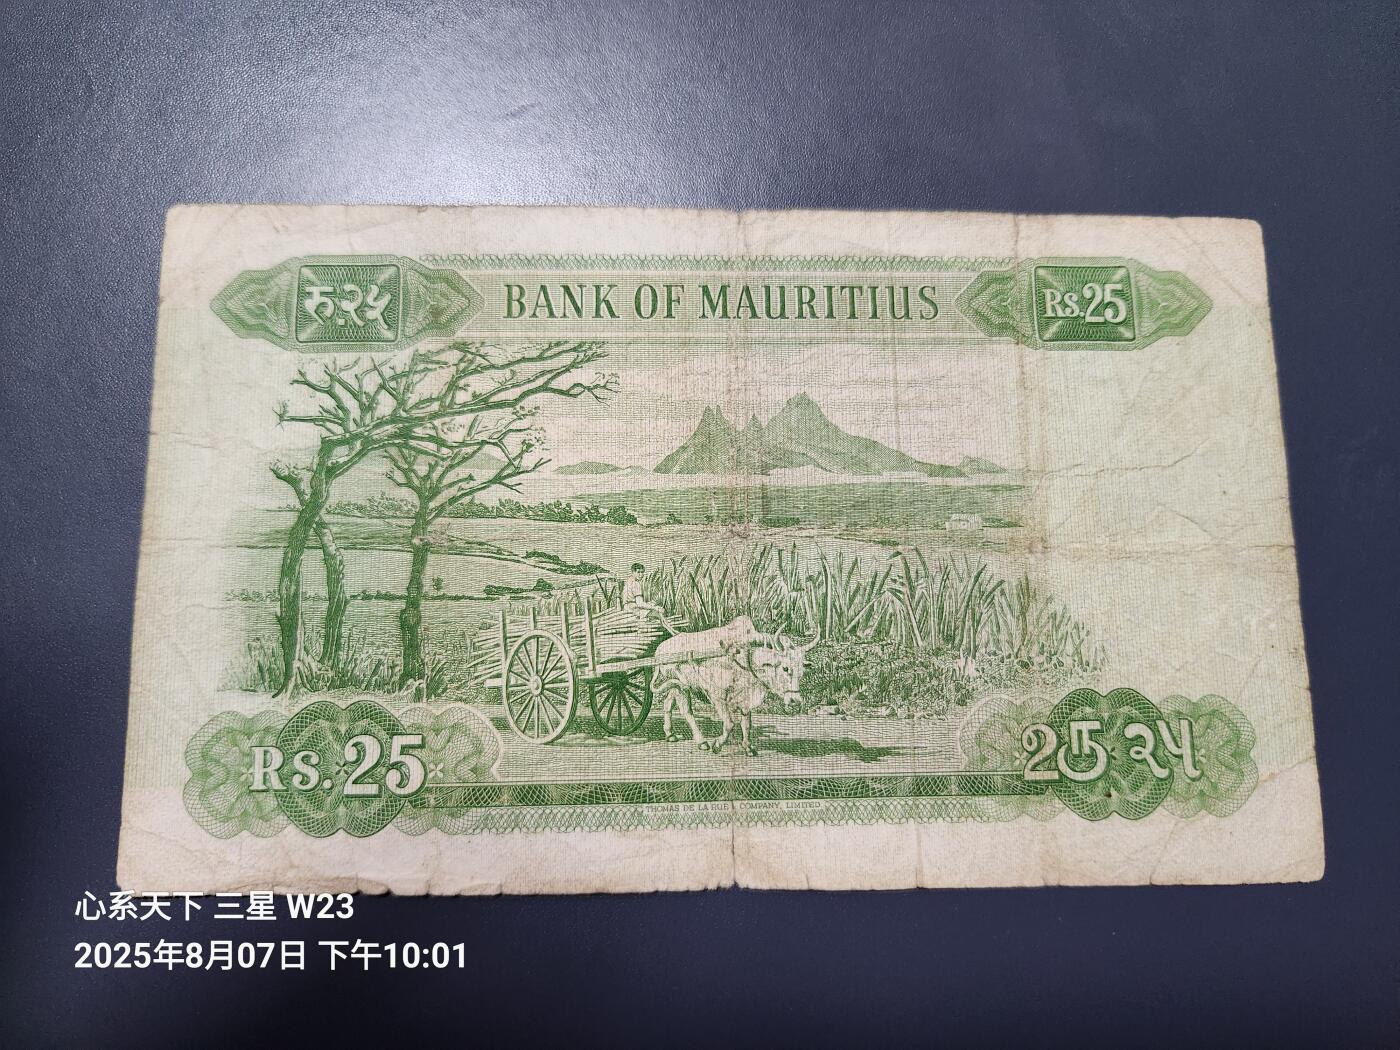 रु.२५
BANK OF MAURITIUS
Rs.25
Rs.25
2௫ २५
THOMAS DE LA RUE & COMPANY, LIMITED
心系天下 三星 W23
2025年8月07日 下午10:01